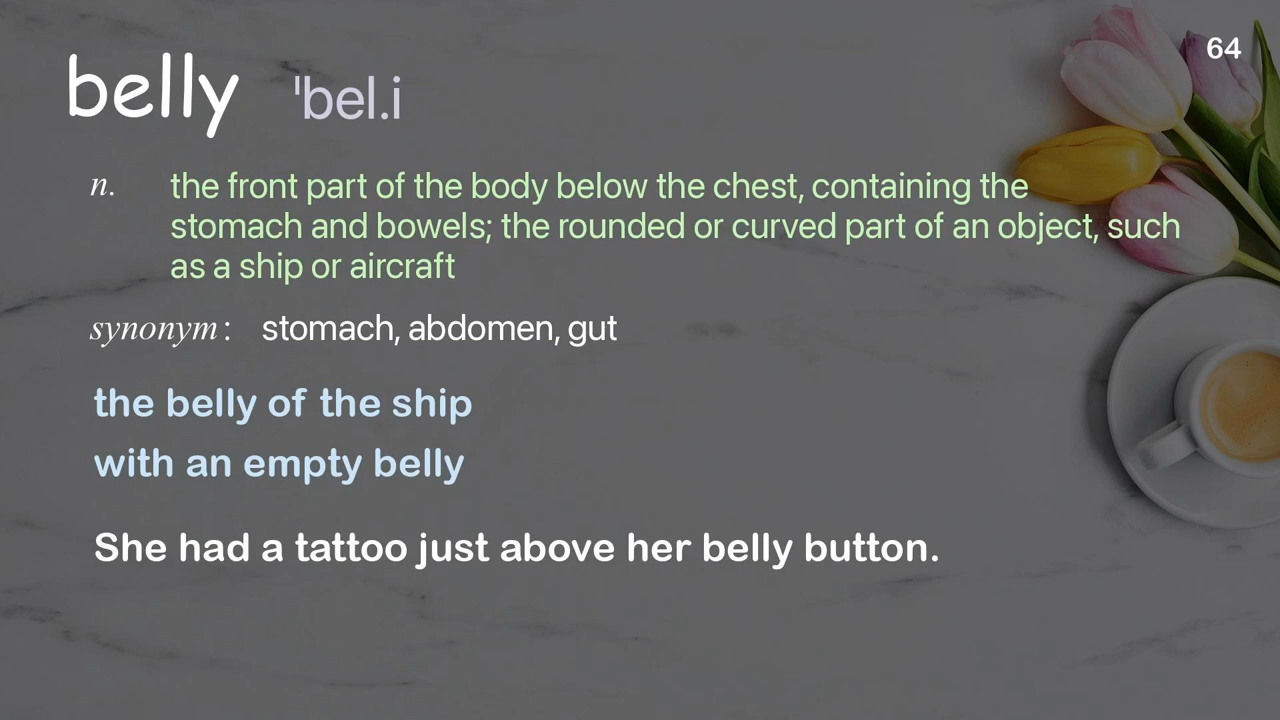 64
belly ˈbel.i
n. the front part of the body below the chest, containing the
stomach and bowels; the rounded or curved part of an object, such
as a ship or aircraft
synonym: stomach, abdomen, gut
the belly of the ship
with an empty belly
She had a tattoo just above her belly button.